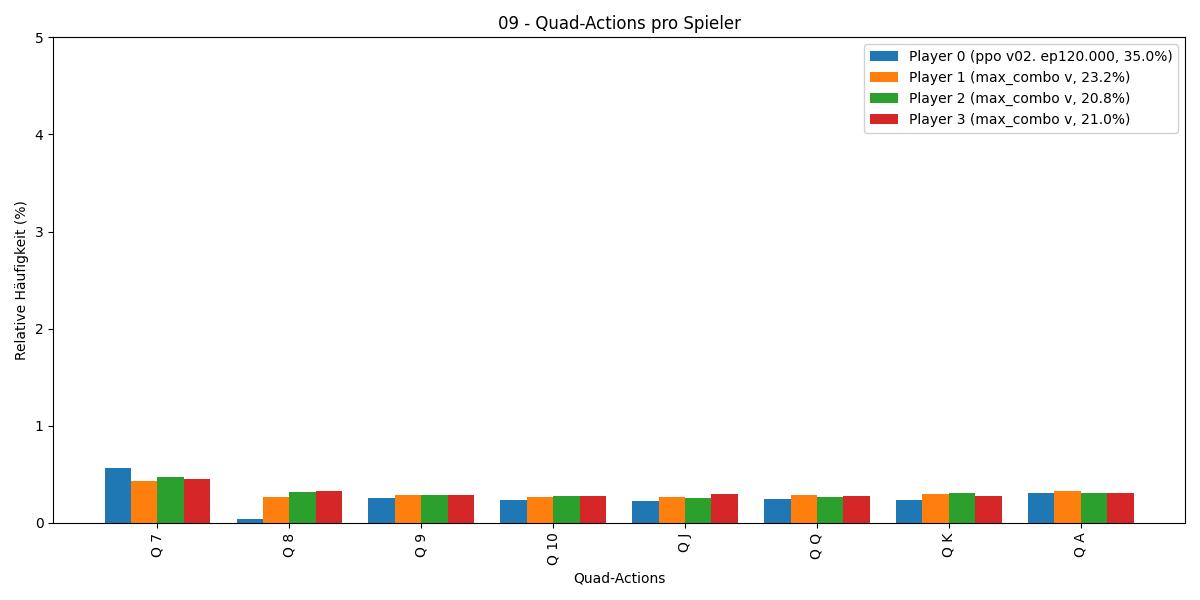 09 - Quad-Actions pro Spieler
Player 0 (ppo v02. ep120.000, 35.0%)
Player 1 (max_combo v, 23.2%)
Player 2 (max_combo v, 20.8%)
Player 3 (max_combo v, 21.0%)
Relative Häufigkeit (%)
5
4
3
2
1
0
Q 7
Q 8
Q 9
Q 10
Q J
Q Q
Q K
Q A
Quad-Actions